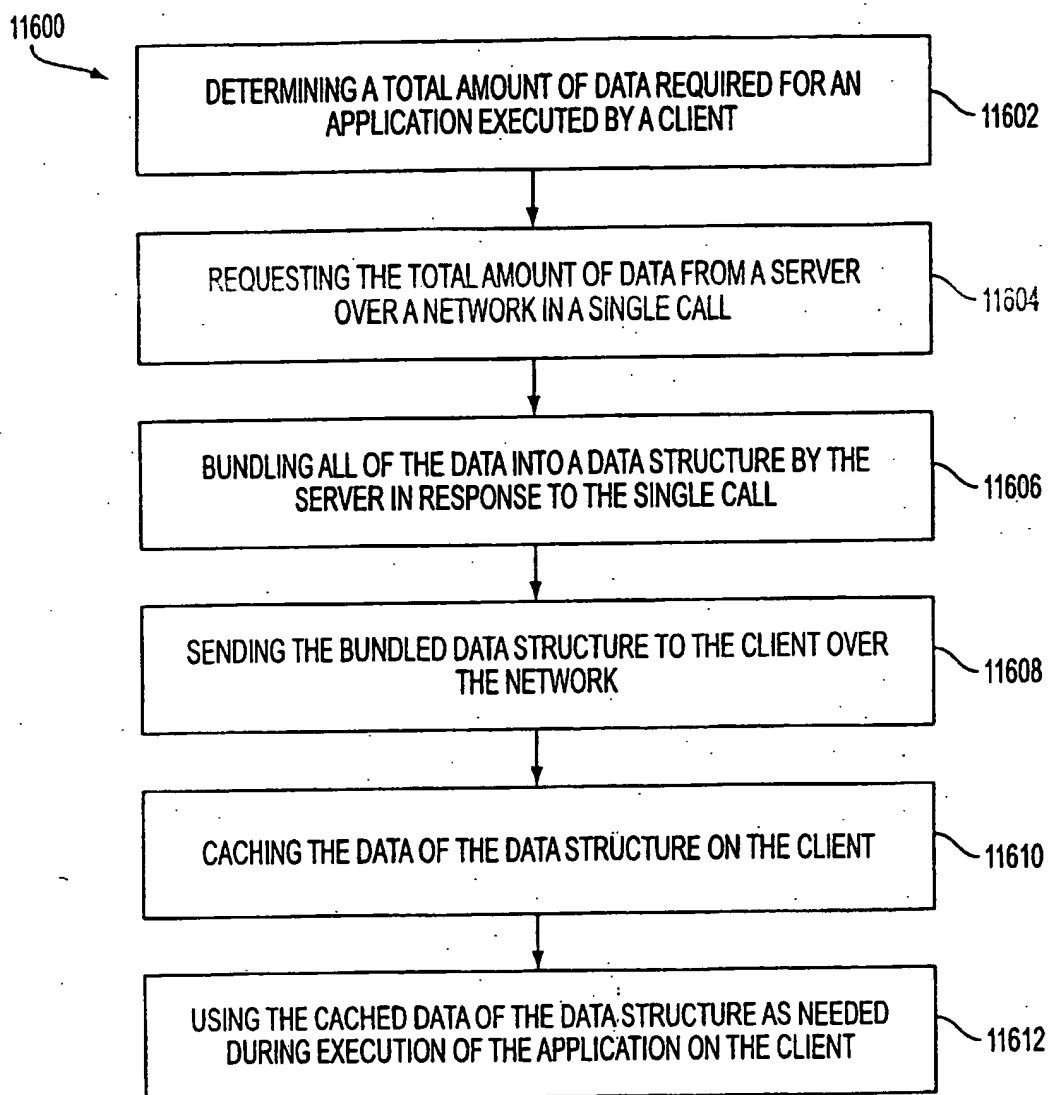 11600
DETERMINING A TOTAL AMOUNT OF DATA REQUIRED FOR AN
APPLICATION EXECUTED BY A CLIENT
11602
REQUESTING THE TOTAL AMOUNT OF DATA FROM A SERVER
OVER A NETWORK IN A SINGLE CALL
11604
BUNDLING ALL OF THE DATA INTO A DATA STRUCTURE BY THE
SERVER IN RESPONSE TO THE SINGLE CALL
11606
SENDING THE BUNDLED DATA STRUCTURE TO THE CLIENT OVER
THE NETWORK
11608
CACHING THE DATA OF THE DATA STRUCTURE ON THE CLIENT
11610
USING THE CACHED DATA OF THE DATA STRUCTURE AS NEEDED
DURING EXECUTION OF THE APPLICATION ON THE CLIENT
11612